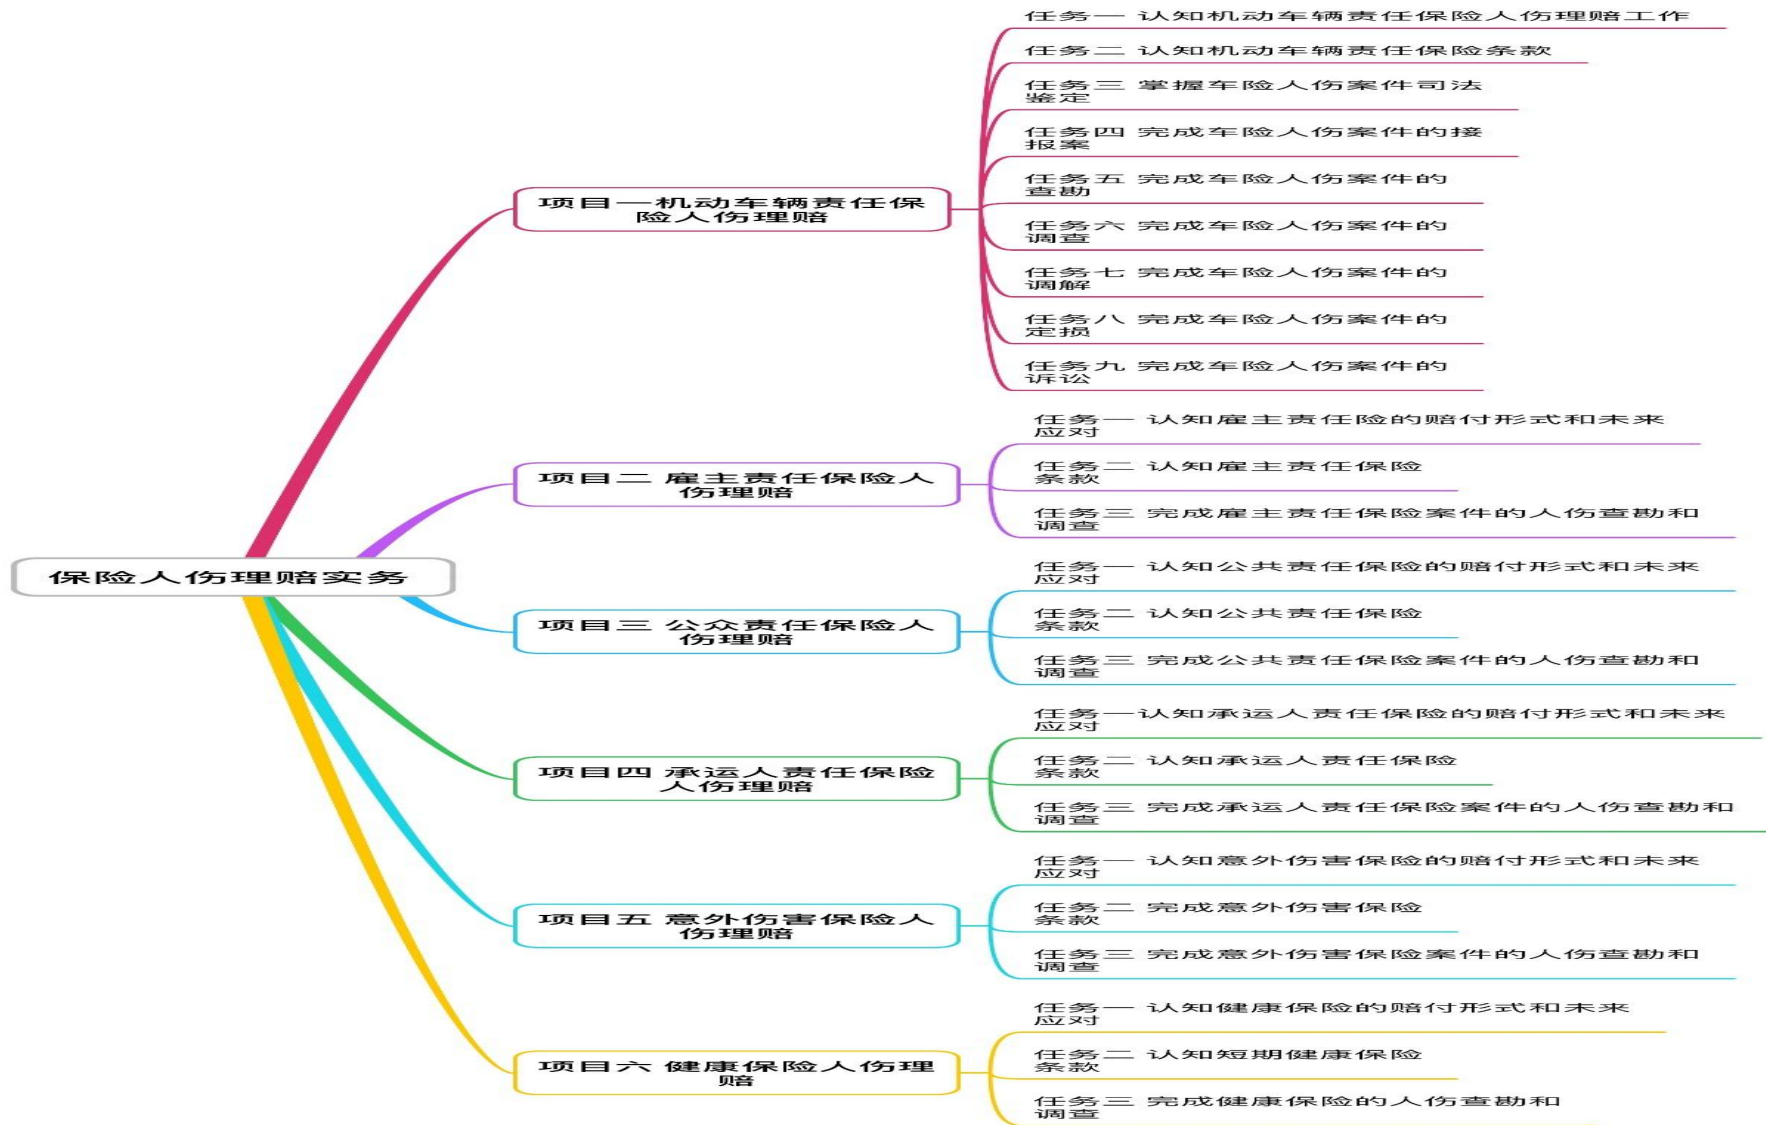 保险人伤理赔实务
项目一机动车辆责任保
险人伤理赔
任务一 认知机动车辆责任保险人伤理赔工作
任务二 认知机动车辆责任保险条款
任务三 掌握车险人伤案件司法
鉴定
任务四 完成车险人伤案件的接
报案
任务五 完成车险人伤案件的
查勘
任务六 完成车险人伤案件的
调查
任务七 完成车险人伤案件的
调解
任务八 完成车险人伤案件的
定损
任务九 完成车险人伤案件的
诉讼
项目二 雇主责任保险人
伤理赔
任务一 认知雇主责任险的赔付形式和未来
应对
任务二 认知雇主责任保险
条款
任务三 完成雇主责任保险案件的人伤查勘和
调查
项目三 公众责任保险人
伤理赔
任务一 认知公共责任保险的赔付形式和未来
应对
任务二 认知公共责任保险
条款
任务三 完成公共责任保险案件的人伤查勘和
调查
项目四 承运人责任保险
人伤理赔
任务一认知承运人责任保险的赔付形式和未来
应对
任务二 认知承运人责任保险
条款
任务三 完成承运人责任保险案件的人伤查勘和
调查
项目五 意外伤害保险人
伤理赔
任务一 认知意外伤害保险的赔付形式和未来
应对
任务二 完成意外伤害保险
条款
任务三 完成意外伤害保险案件的人伤查勘和
调查
项目六 健康保险人伤理
赔
任务一 认知健康保险的赔付形式和未来
应对
任务二 认知短期健康保险
条款
任务三 完成健康保险的人伤查勘和
调查